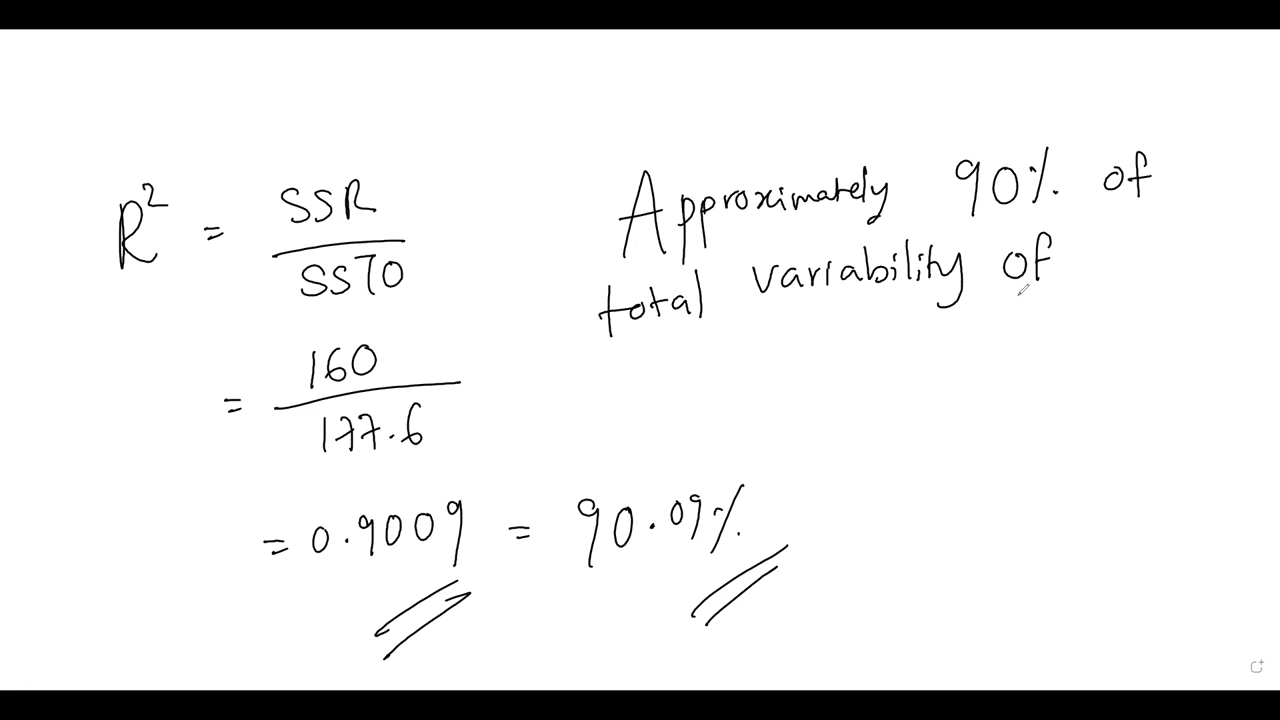 R² = SSR / SSTO
= 160 / 177.6
= 0.9009 = 90.09%
Approximately 90% of
total variability of